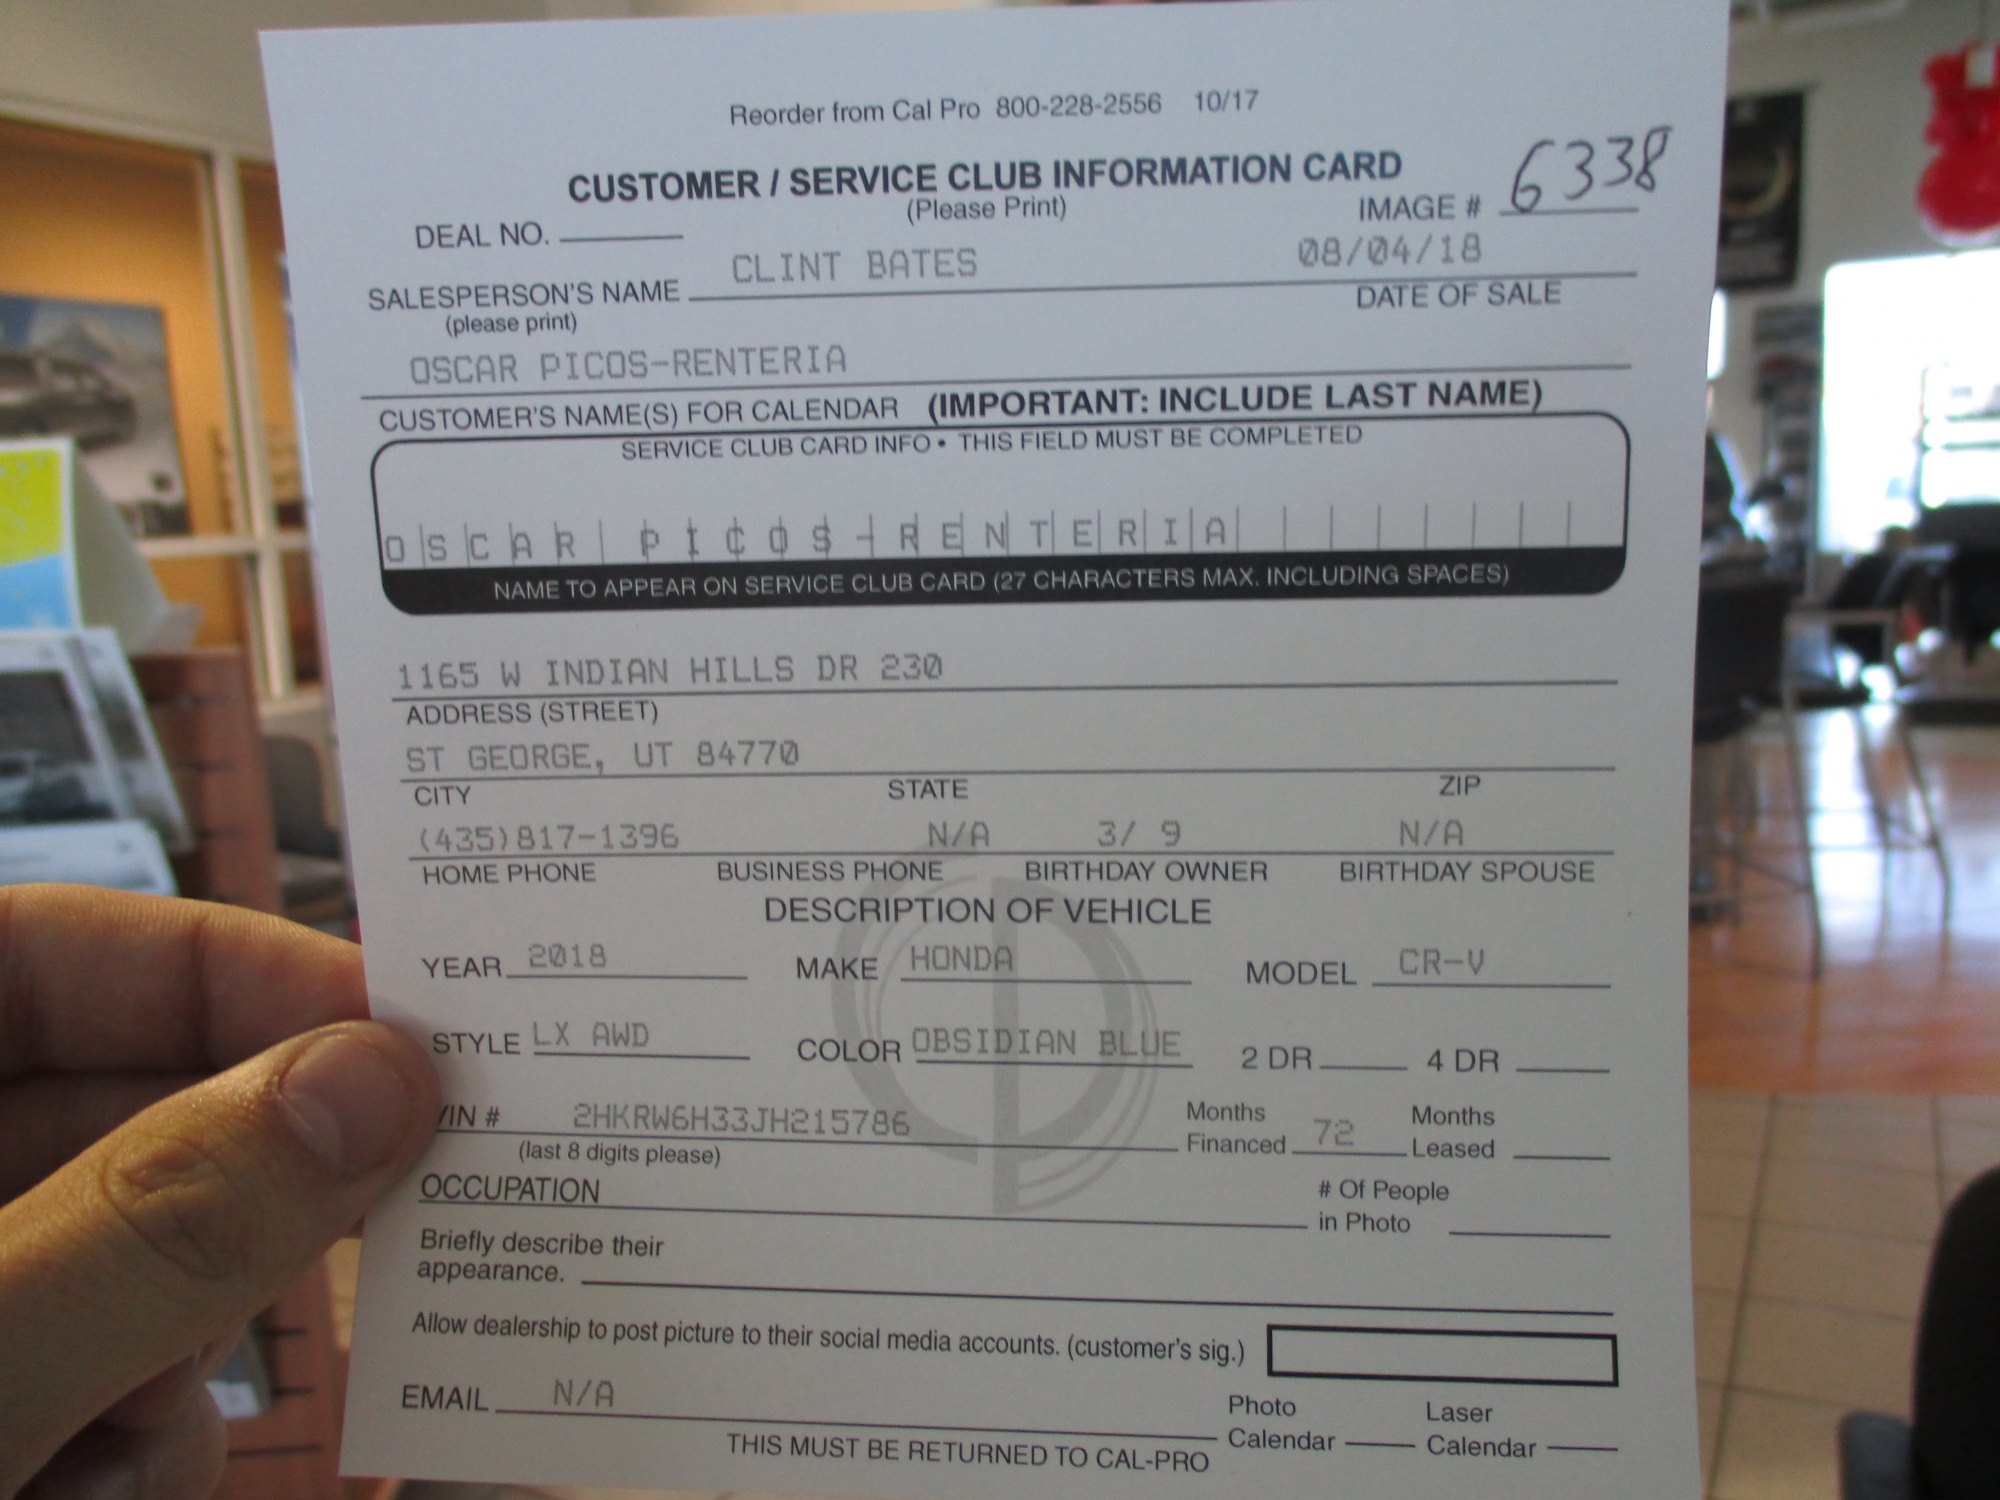 Reorder from Cal Pro 800-228-2556 10/17
CUSTOMER / SERVICE CLUB INFORMATION CARD
(Please Print)
IMAGE # 6338
DEAL NO.
CLINT BATES 08/04/18
SALESPERSON'S NAME DATE OF SALE
(please print)
OSCAR PICOS-RENTERIA
CUSTOMER'S NAME(S) FOR CALENDAR (IMPORTANT: INCLUDE LAST NAME)
SERVICE CLUB CARD INFO • THIS FIELD MUST BE COMPLETED
OSCAR PICOS-RENTERIA
NAME TO APPEAR ON SERVICE CLUB CARD (27 CHARACTERS MAX. INCLUDING SPACES)
1165 W INDIAN HILLS DR 230
ADDRESS (STREET)
ST GEORGE, UT 84770
CITY STATE ZIP
(435)817-1396 N/A 3/ 9 N/A
HOME PHONE BUSINESS PHONE BIRTHDAY OWNER BIRTHDAY SPOUSE
DESCRIPTION OF VEHICLE
YEAR 2018 MAKE HONDA MODEL CR-V
STYLE LX AWD COLOR OBSIDIAN BLUE 2 DR 4 DR
VIN # 2HKRW6H33JH215786 Months Financed 72 Months Leased
(last 8 digits please)
OCCUPATION # Of People in Photo
Briefly describe their
appearance.
Allow dealership to post picture to their social media accounts. (customer's sig.)
EMAIL N/A Photo Calendar Laser Calendar
THIS MUST BE RETURNED TO CAL-PRO